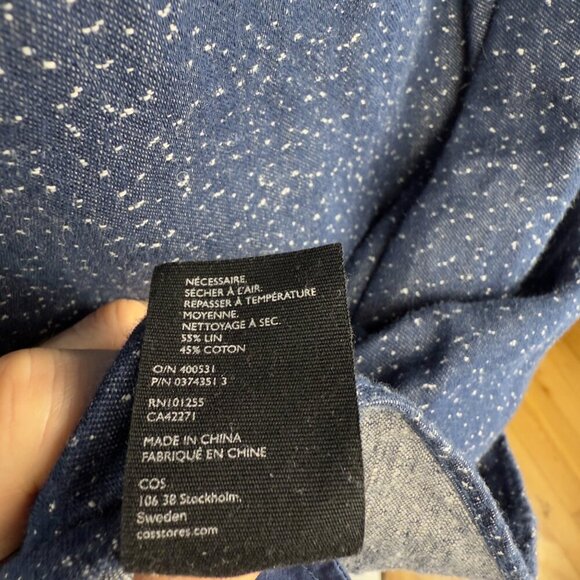 NÉCESSAIRE.
SÉCHER À L'AIR.
REPASSER À TEMPÉRATURE
MOYENNE.
NETTOYAGE À SEC.
55% LIN
45% COTON
O/N 400531
P/N 0374351 3
RN101255
CA42271
MADE IN CHINA
FABRIQUÉ EN CHINE
COS
106 38 Stockholm,
Sweden
cosstores.com